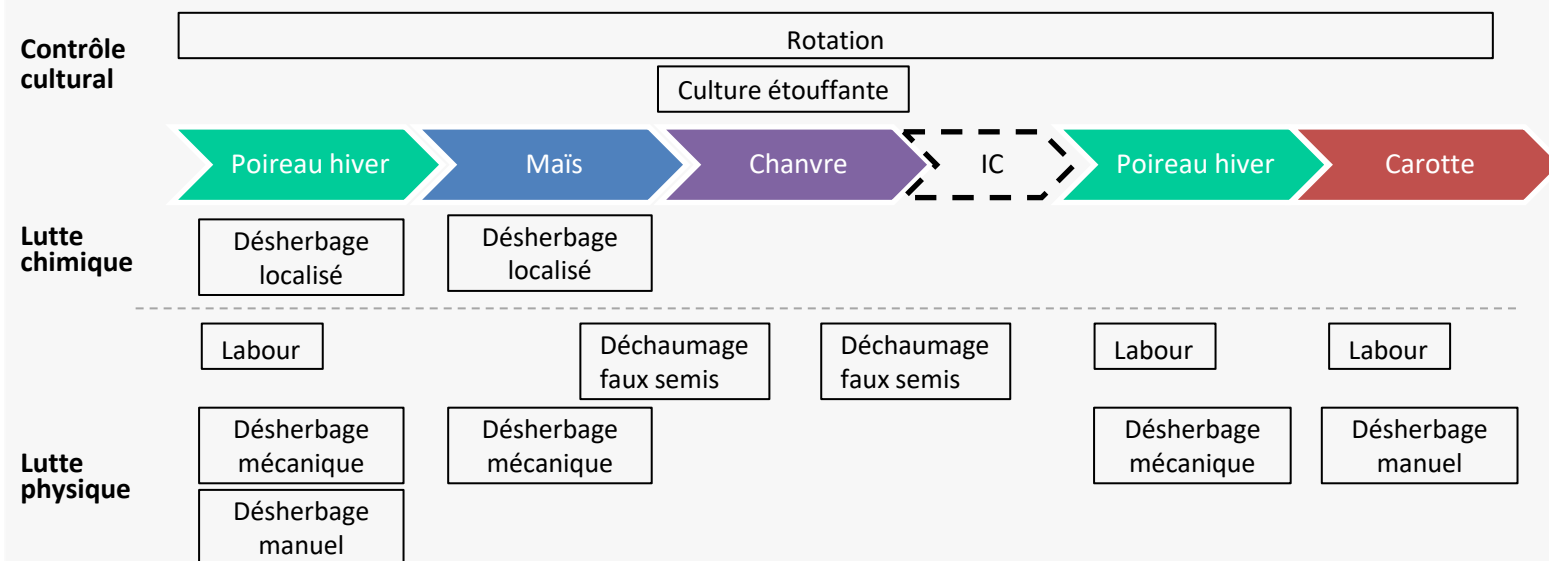 Contrôle
cultural
Rotation
Culture étouffante
Poireau hiver
Maïs
Chanvre
IC
Poireau hiver
Carotte
Lutte
chimique
Désherbage
localisé
Désherbage
localisé
Labour
Déchaumage
faux semis
Déchaumage
faux semis
Labour
Labour
Lutte
physique
Désherbage
mécanique
Désherbage
mécanique
Désherbage
mécanique
Désherbage
manuel
Désherbage
manuel